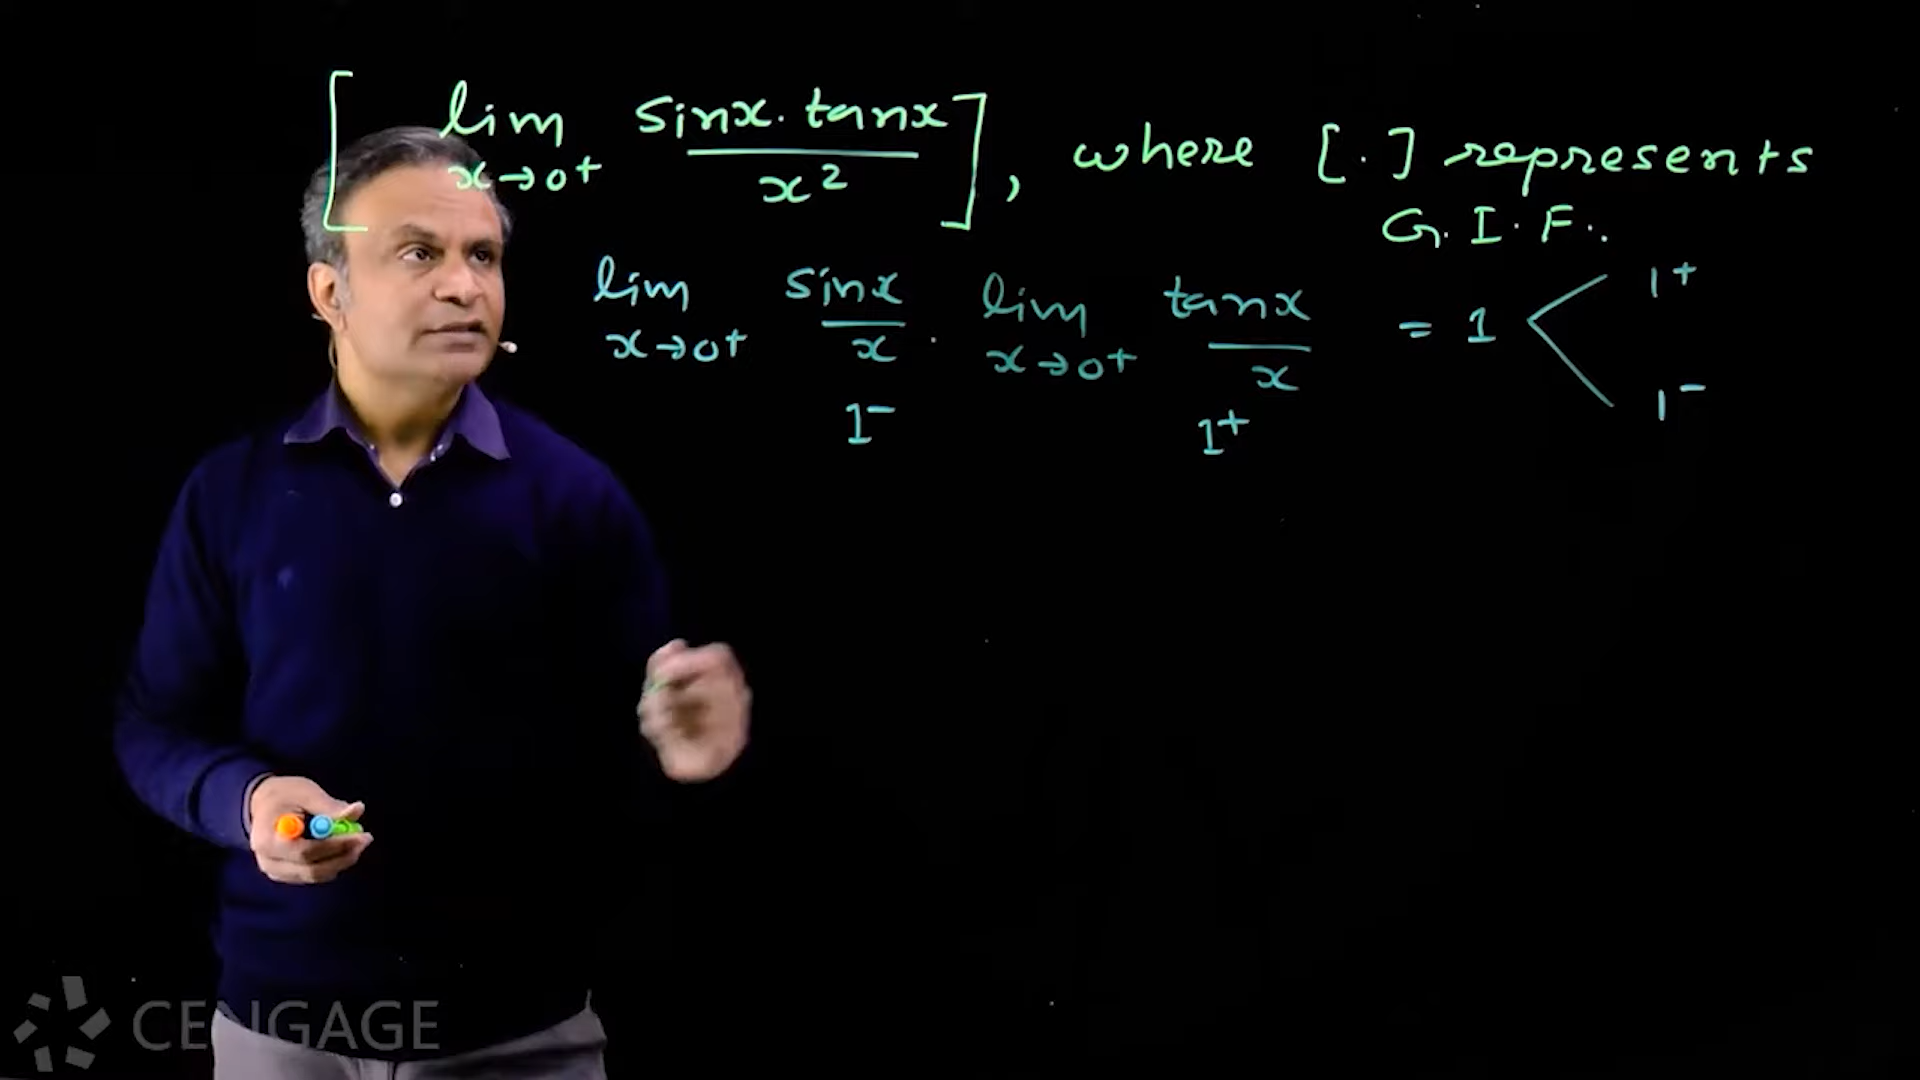 [ lim x→0+ sinx. tanx / x² ], where [.] represents
G.I.F..
lim x→0+ sinx / x . lim x→0+ tanx / x = 1 < 1+
1-
1- 1+
CENGAGE